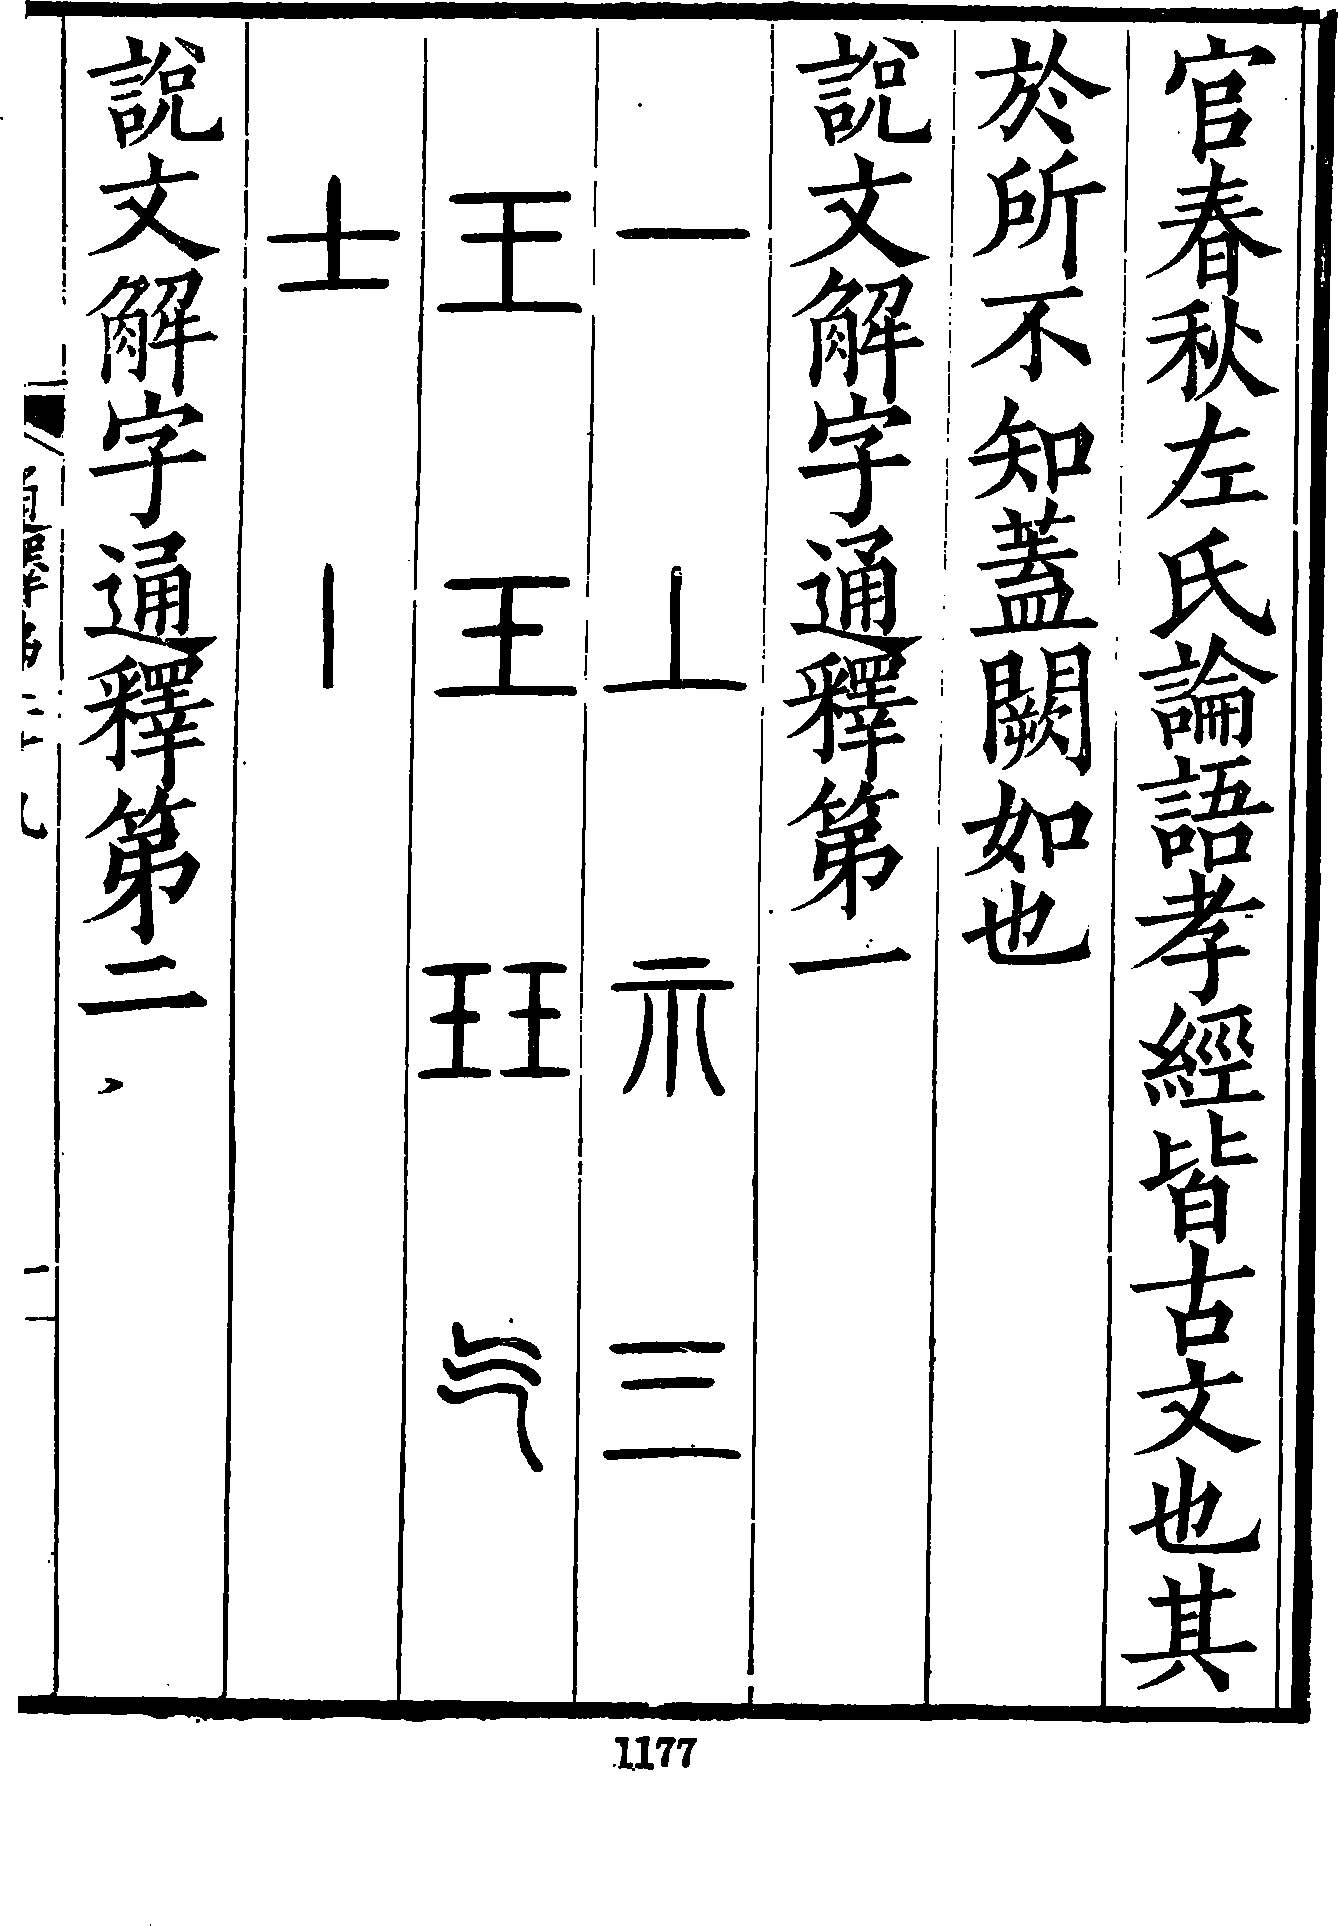 官春秋左氏論語孝經皆古文也其
於所不知蓋闕如也
說文解字通釋第一
一 丄 示 三
王 玉 玨 气
士 丨
說文解字通釋第二
1177